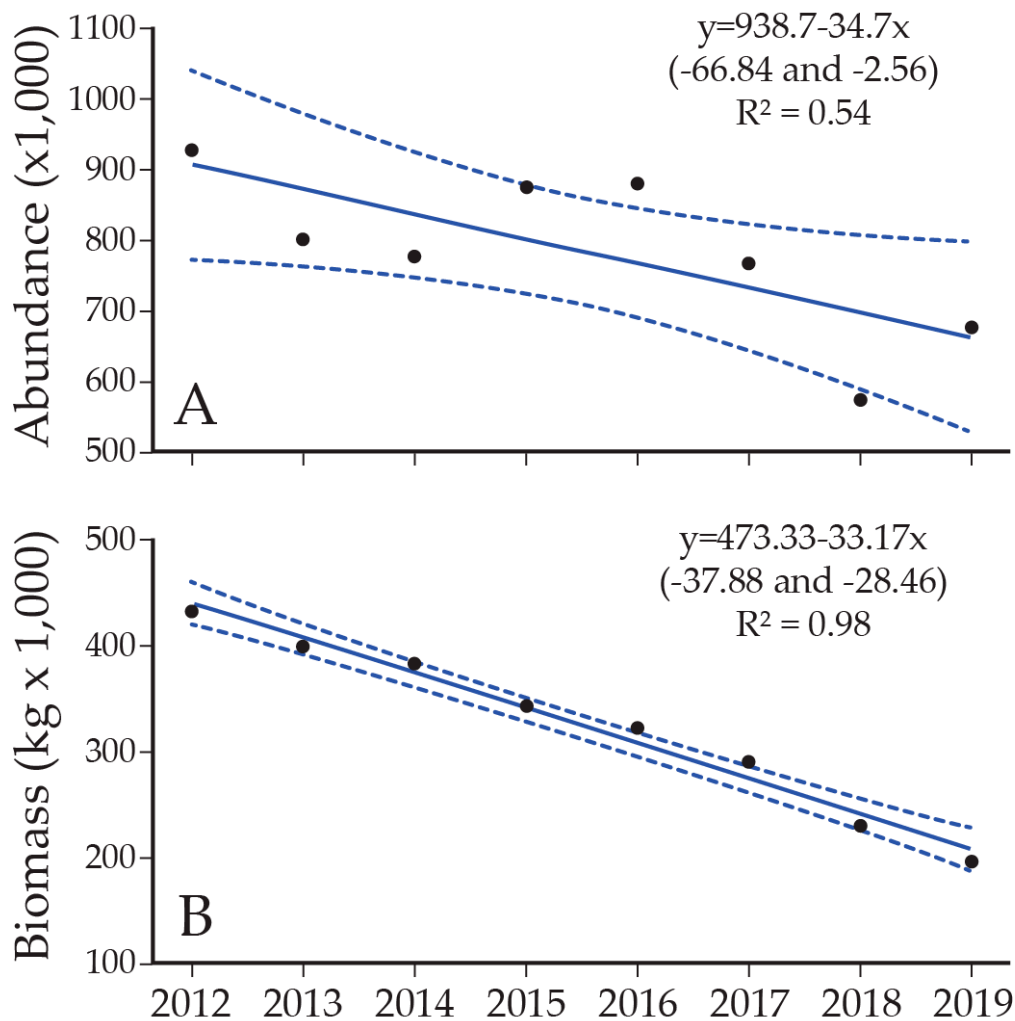 Abundance (x1,000)
1100
1000
900
800
700
600
500
y=938.7-34.7x
(-66.84 and -2.56)
R² = 0.54
A
Biomass (kg x 1,000)
500
400
300
200
100
y=473.33-33.17x
(-37.88 and -28.46)
R² = 0.98
B
2012 2013 2014 2015 2016 2017 2018 2019